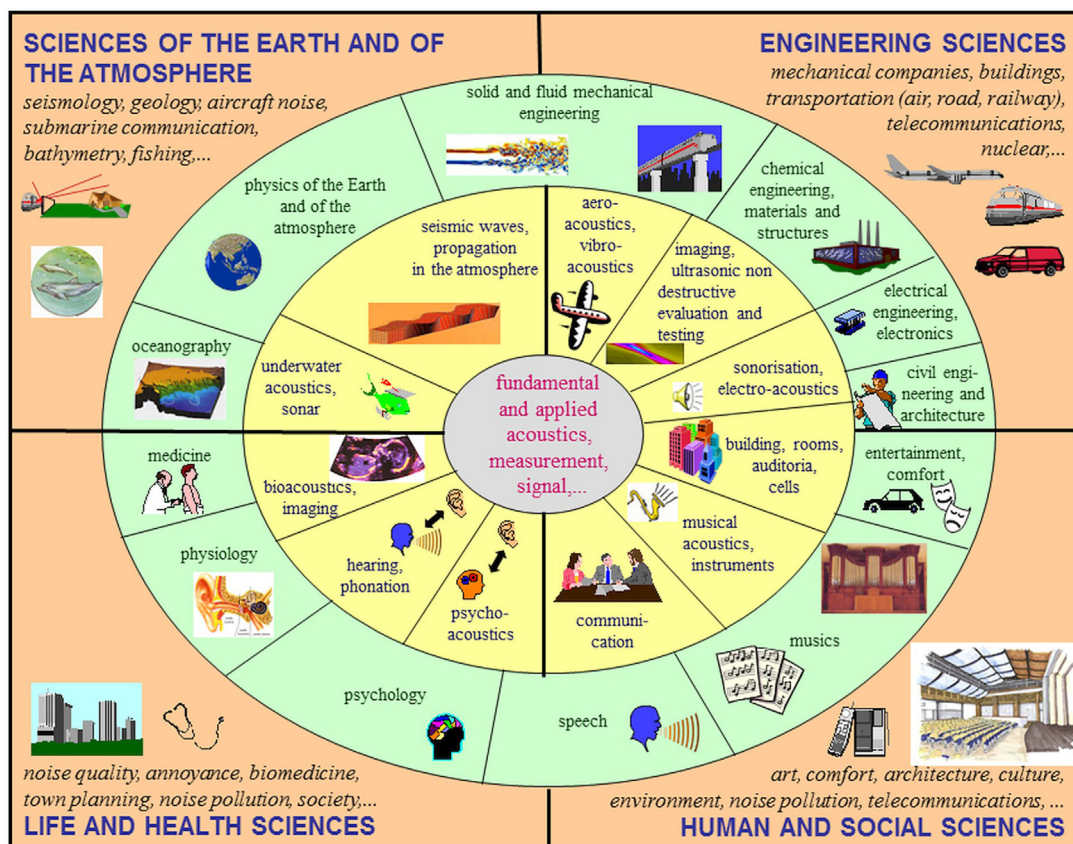 SCIENCES OF THE EARTH AND OF
THE ATMOSPHERE
seismology, geology, aircraft noise,
submarine communication,
bathymetry, fishing,...
ENGINEERING SCIENCES
mechanical companies, buildings,
transportation (air, road, railway),
telecommunications,
nuclear,...
solid and fluid mechanical
engineering
physics of the Earth
and of the
atmosphere
chemical
engineering,
materials and
structures
electrical
engineering,
electronics
civil engi-
neering and
architecture
oceanography
seismic waves,
propagation
in the atmosphere
aero-
acoustics,
vibro-
acoustics
imaging,
ultrasonic non
destructive
evaluation and
testing
underwater
acoustics,
sonar
sonorisation,
electro-acoustics
fundamental
and applied
acoustics,
measurement,
signal,...
building, rooms,
auditoria,
cells
bioacoustics,
imaging
hearing,
phonation
psycho-
acoustics
communi-
cation
musical
acoustics,
instruments
medicine
physiology
psychology
speech
musics
entertainment,
comfort
noise quality, annoyance, biomedicine,
town planning, noise pollution, society,...
LIFE AND HEALTH SCIENCES
art, comfort, architecture, culture,
environment, noise pollution, telecommunications, ...
HUMAN AND SOCIAL SCIENCES